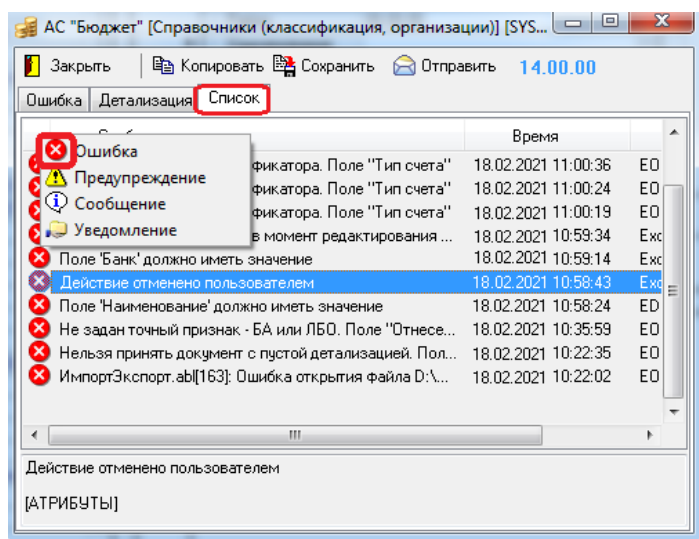 АС "Бюджет" [Справочники (классификация, организации)] [SYS...
Закрыть Копировать Сохранить Отправить 14.00.00
Ошибка Детализация Список
Время
Ошибка
Предупреждение
Сообщение
Уведомление
фикатора. Поле "Тип счета" 18.02.2021 11:00:36 EO
фикатора. Поле "Тип счета" 18.02.2021 11:00:24 EO
фикатора. Поле "Тип счета" 18.02.2021 11:00:19 EO
в момент редактирования ... 18.02.2021 10:59:34 Exc
Поле 'Банк' должно иметь значение 18.02.2021 10:59:14 Exc
Действие отменено пользователем 18.02.2021 10:58:43 Exc
Поле 'Наименование' должно иметь значение 18.02.2021 10:58:24 ED
Не задан точный признак - БА или ЛБО. Поле "Отнесе... 18.02.2021 10:35:59 EO
Нельзя принять документ с пустой детализацией. Пол... 18.02.2021 10:22:35 EO
ИмпортЭкспорт.abl[163]: Ошибка открытия файла D:\... 18.02.2021 10:22:02 EO
Действие отменено пользователем
[АТРИБУТЫ]